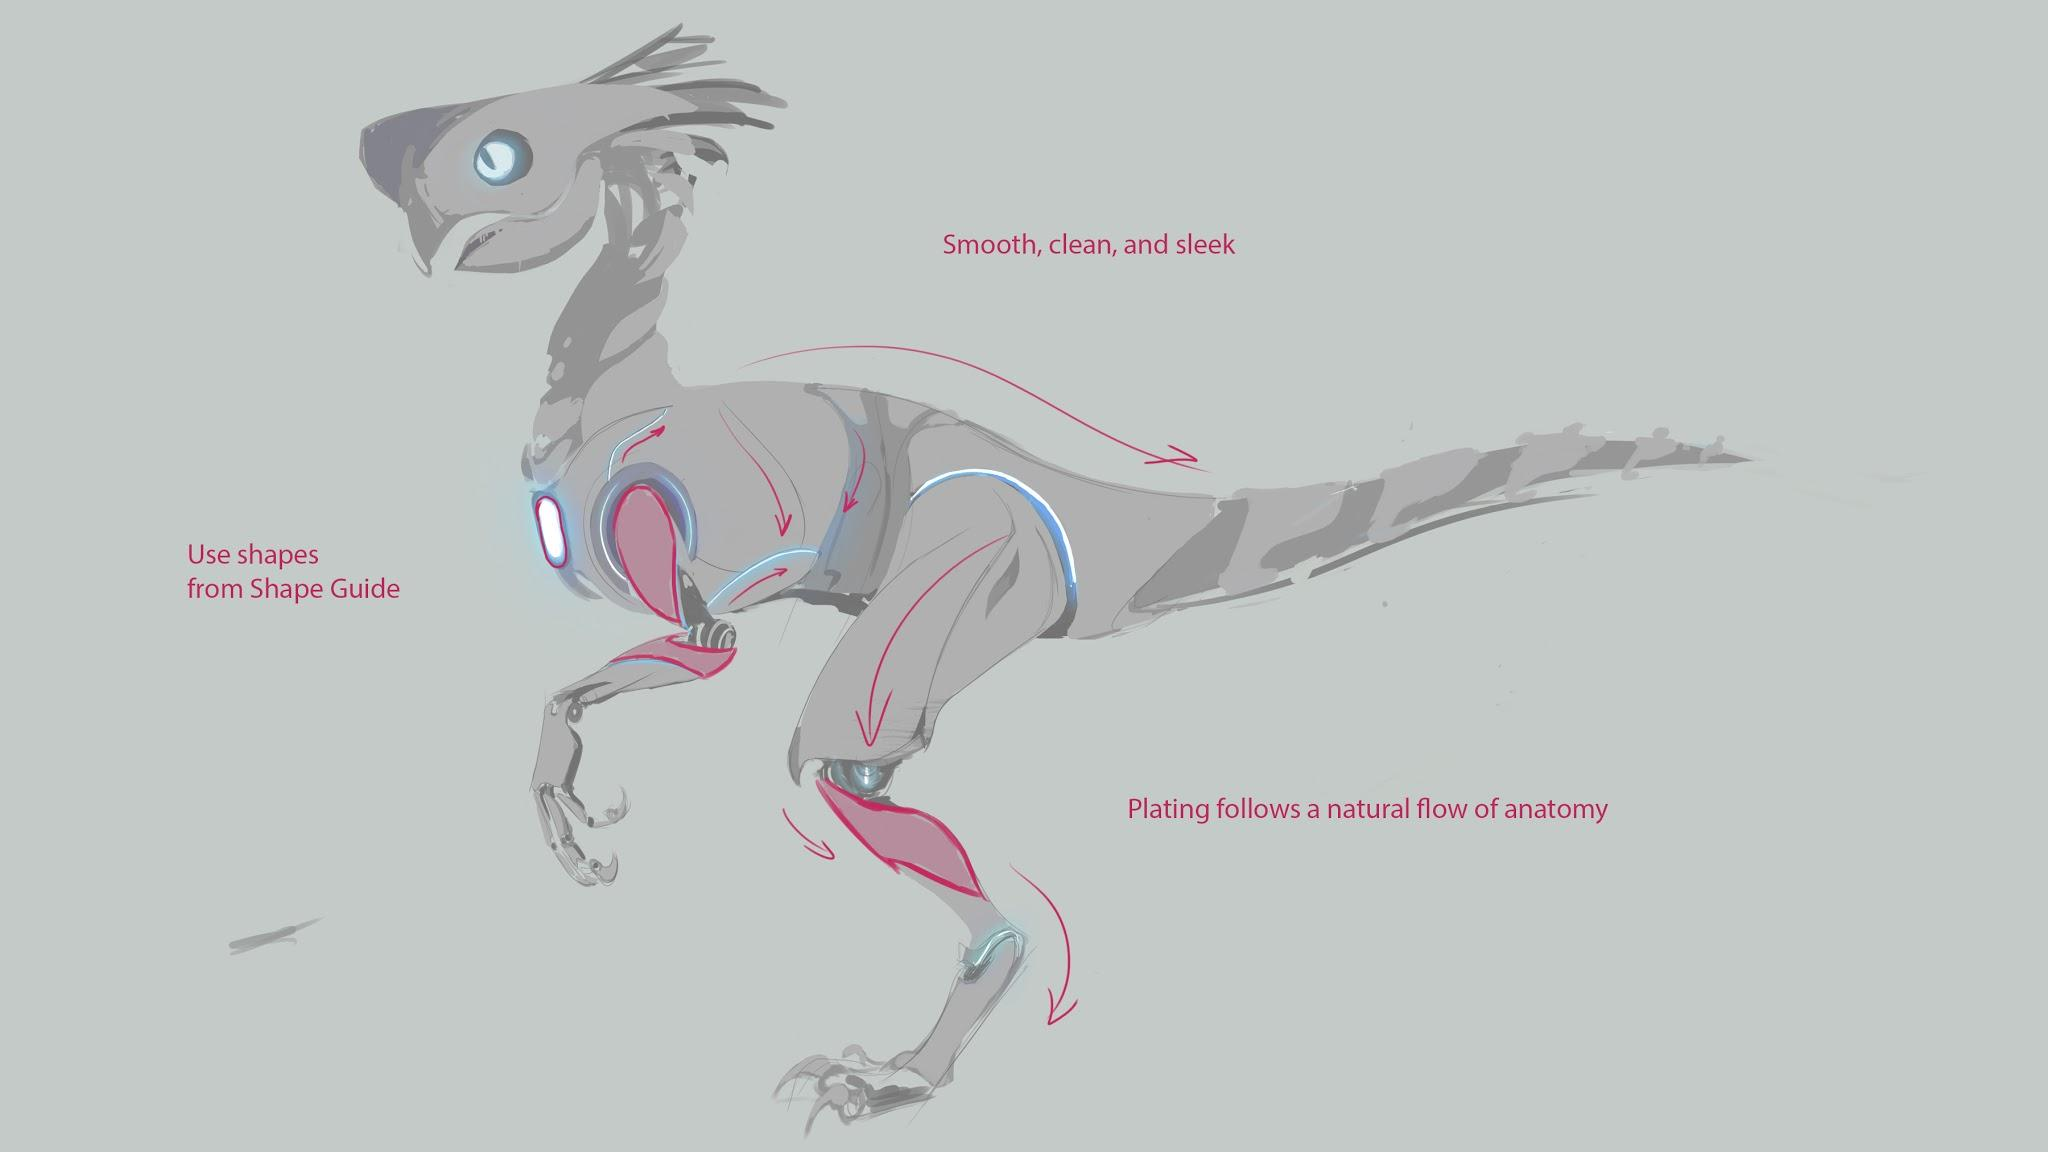 Smooth, clean, and sleek
Use shapes
from Shape Guide
Plating follows a natural flow of anatomy